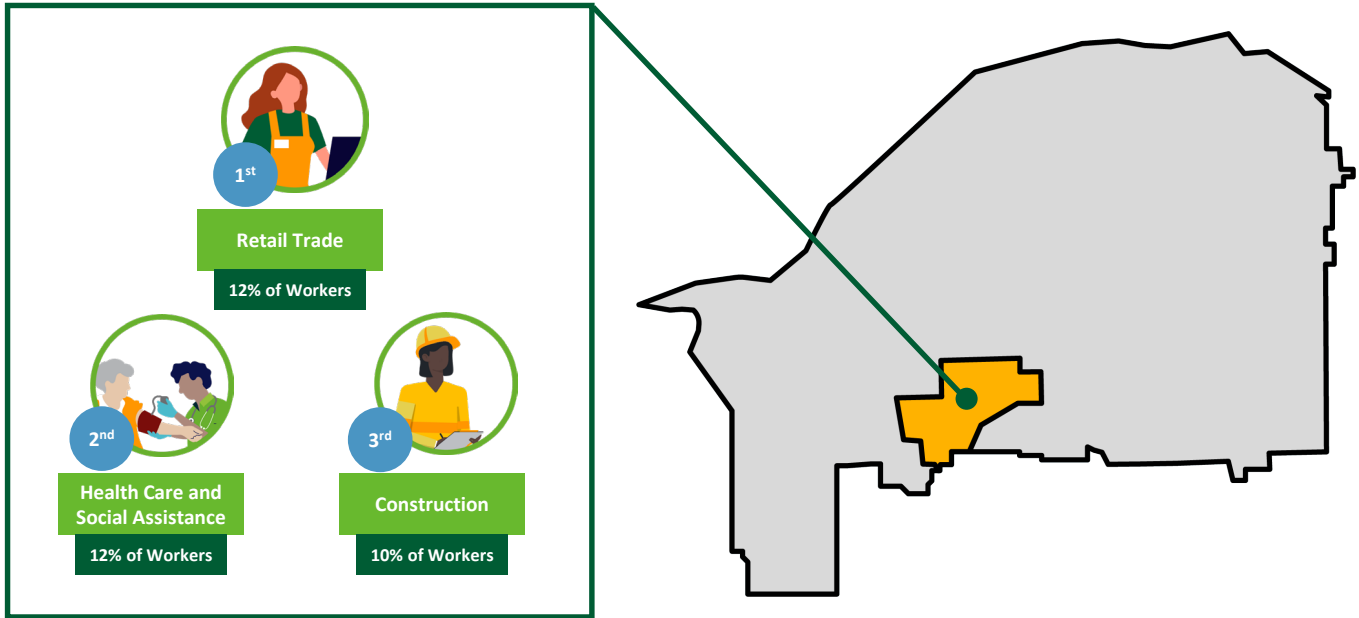 1st
Retail Trade
12% of Workers
2nd
Health Care and
Social Assistance
12% of Workers
3rd
Construction
10% of Workers